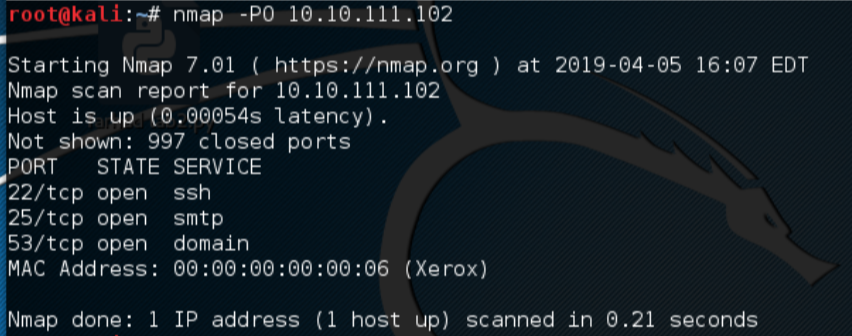 root@kali:~# nmap -PO 10.10.111.102
Starting Nmap 7.01 ( https://nmap.org ) at 2019-04-05 16:07 EDT
Nmap scan report for 10.10.111.102
Host is up (0.00054s latency).
Not shown: 997 closed ports
PORT   STATE SERVICE
22/tcp open  ssh
25/tcp open  smtp
53/tcp open  domain
MAC Address: 00:00:00:00:00:06 (Xerox)
Nmap done: 1 IP address (1 host up) scanned in 0.21 seconds